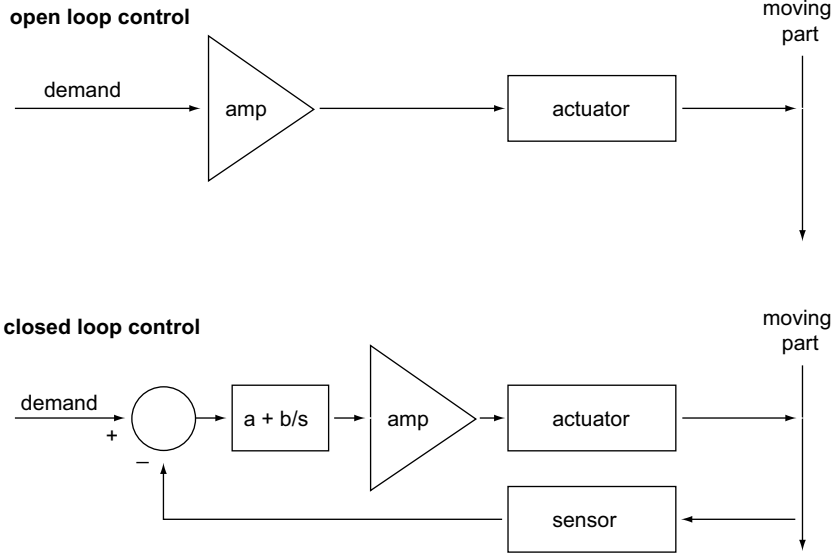 open loop control
moving
part
demand
amp
actuator
closed loop control
moving
part
demand
+
–
a + b/s
amp
actuator
sensor